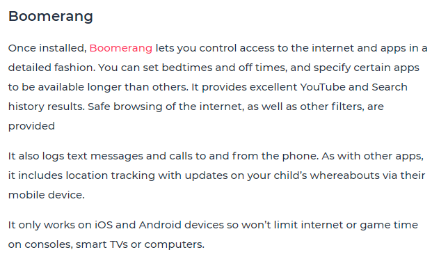 Boomerang
Once installed, Boomerang lets you control access to the internet and apps in a
detailed fashion. You can set bedtimes and off times, and specify certain apps
to be available longer than others. It provides excellent YouTube and Search
history results. Safe browsing of the internet, as well as other filters, are
provided
It also logs text messages and calls to and from the phone. As with other apps,
it includes location tracking with updates on your child's whereabouts via their
mobile device.
It only works on iOS and Android devices so won't limit internet or game time
on consoles, smart TVs or computers.